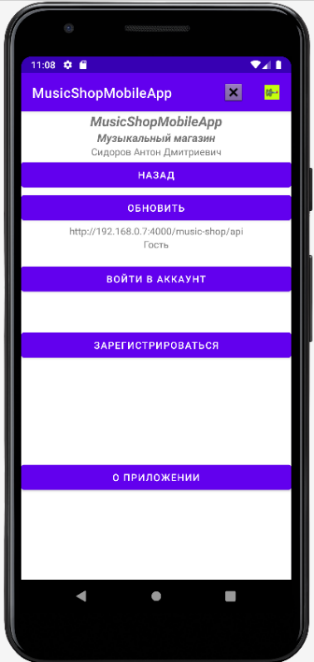 11:08
MusicShopMobileApp
MusicShopMobileApp
Музыкальный магазин
Сидоров Антон Дмитриевич
НАЗАД
ОБНОВИТЬ
http://192.168.0.7:4000/music-shop/api
Гость
ВОЙТИ В АККАУНТ
ЗАРЕГИСТРИРОВАТЬСЯ
О ПРИЛОЖЕНИИ